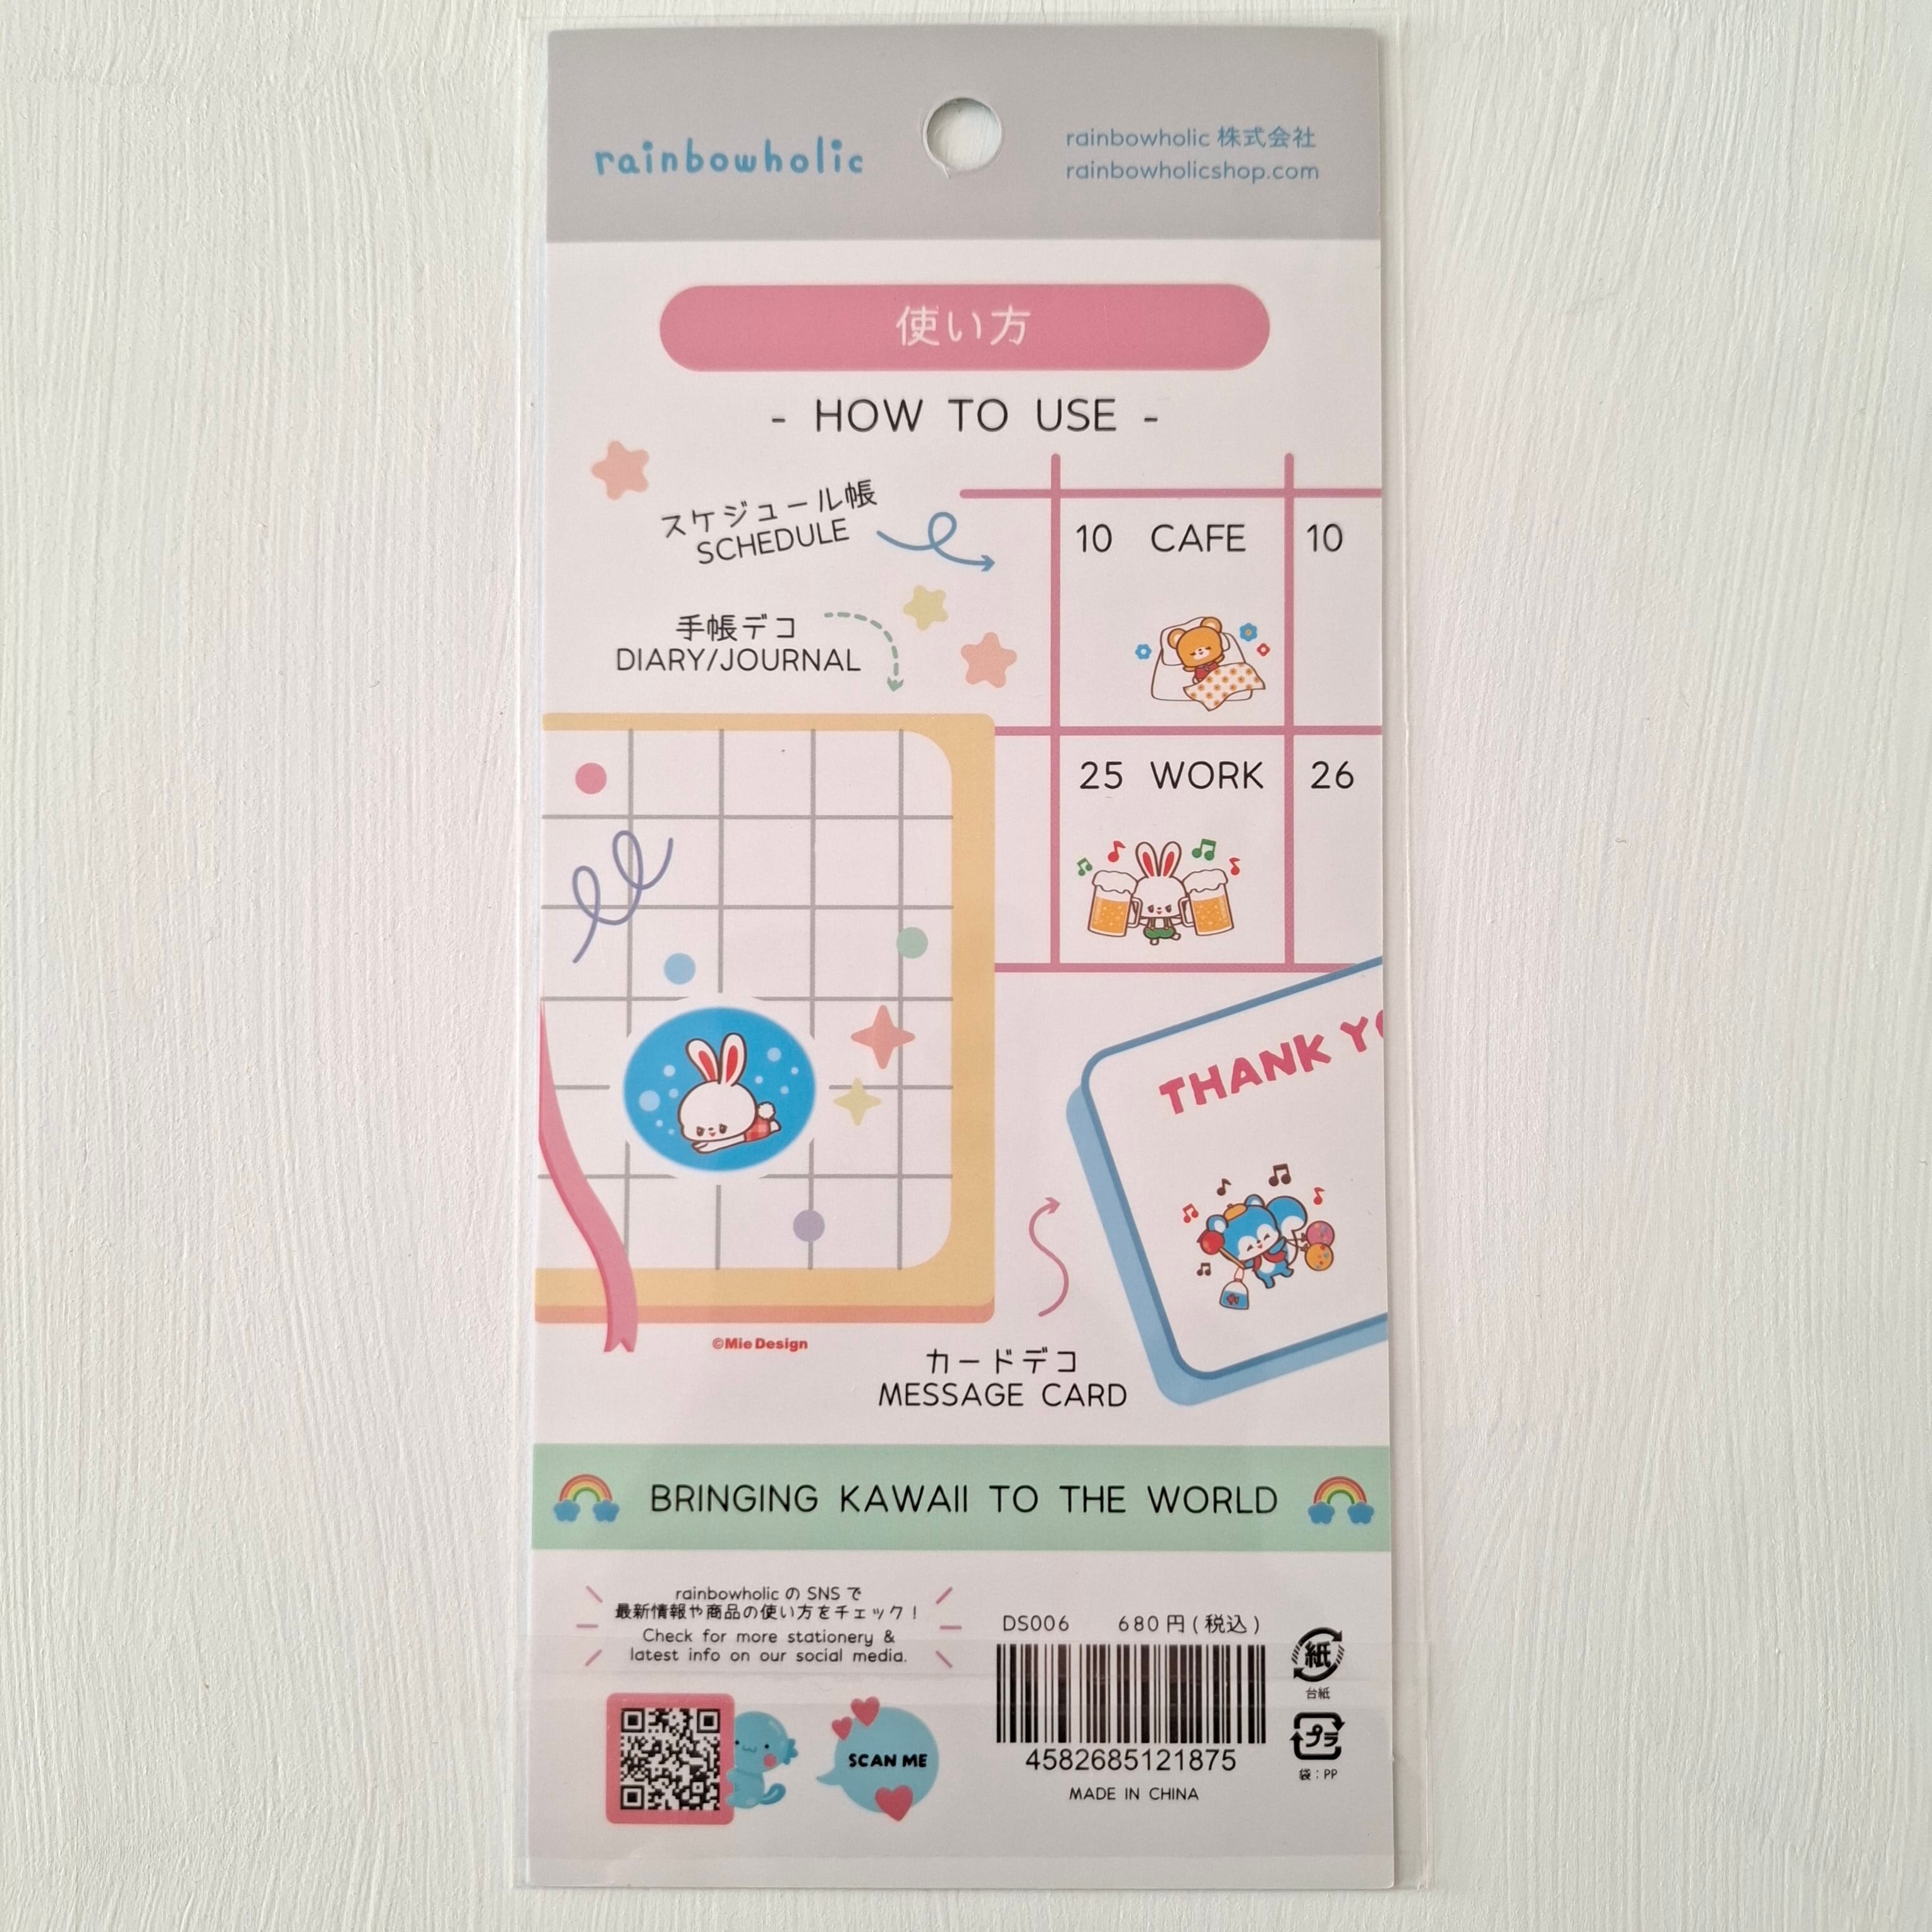 rainbowholic
rainbowholic 株式会社
rainbowholicshop.com
使い方
- HOW TO USE -
スケジュール帳
SCHEDULE
10 CAFE
10
手帳デコ
DIARY/JOURNAL
25 WORK
26
THANK YO
©Mie Design
カードデコ
MESSAGE CARD
BRINGING KAWAII TO THE WORLD
rainbowholic の SNS で
最新情報や商品の使い方をチェック！
Check for more stationery &
latest info on our social media.
SCAN ME
DS006 680円(税込)
4582685121875
MADE IN CHINA
紙
台紙
プラ
袋：PP